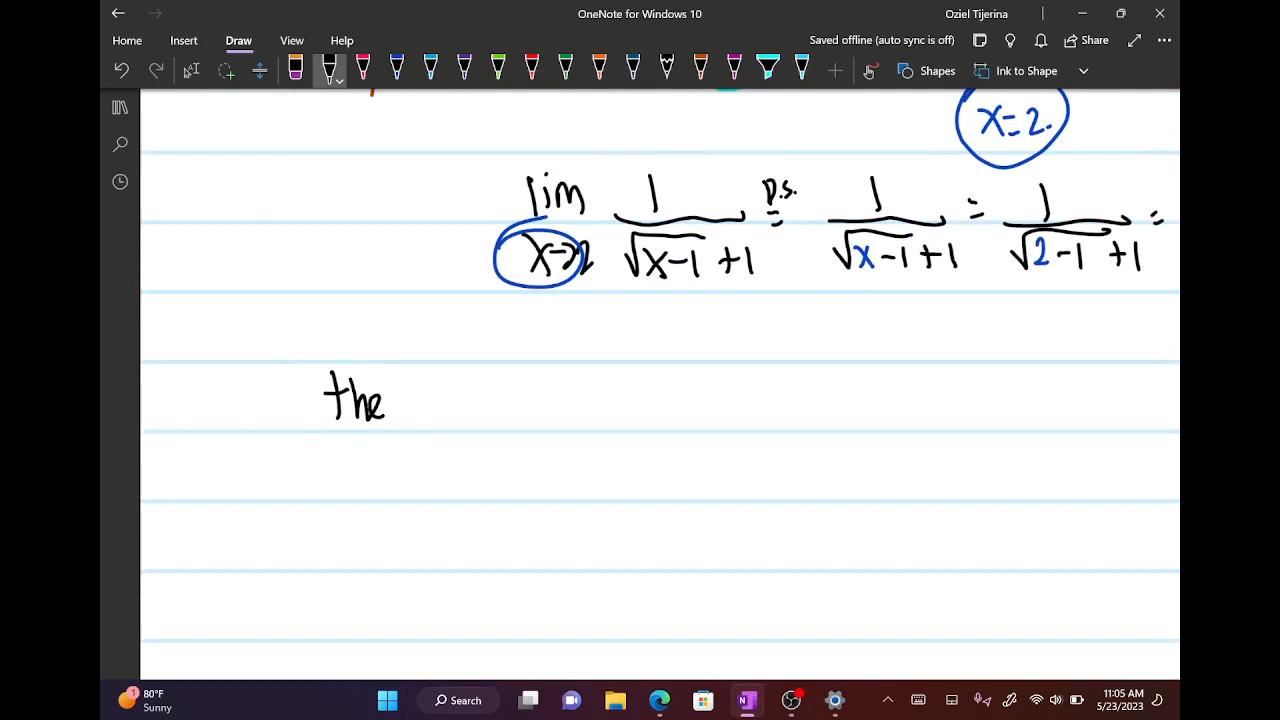 OneNote for Windows 10
Oziel Tijerina
Home Insert Draw View Help
Saved offline (auto sync is off)
Share
Shapes
Ink to Shape
x=2.
lim 1 p.s. 1 = 1 =
x→2 √x-1 +1 = √x-1 +1 √2-1 +1
the
1
80°F
Sunny
Search
11:05 AM
5/23/2023